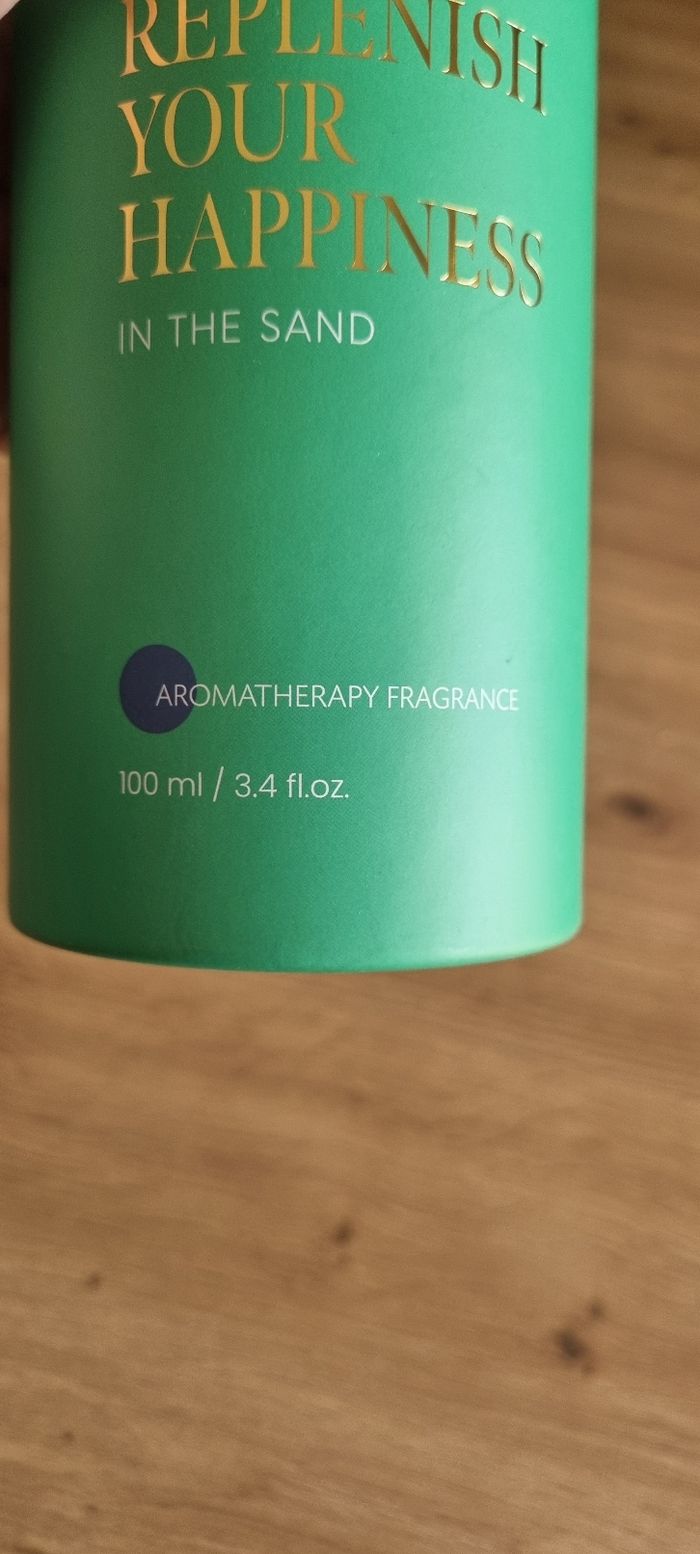 REPLENISH
YOUR
HAPPINESS
IN THE SAND
AROMATHERAPY FRAGRANCE
100 ml / 3.4 fl.oz.